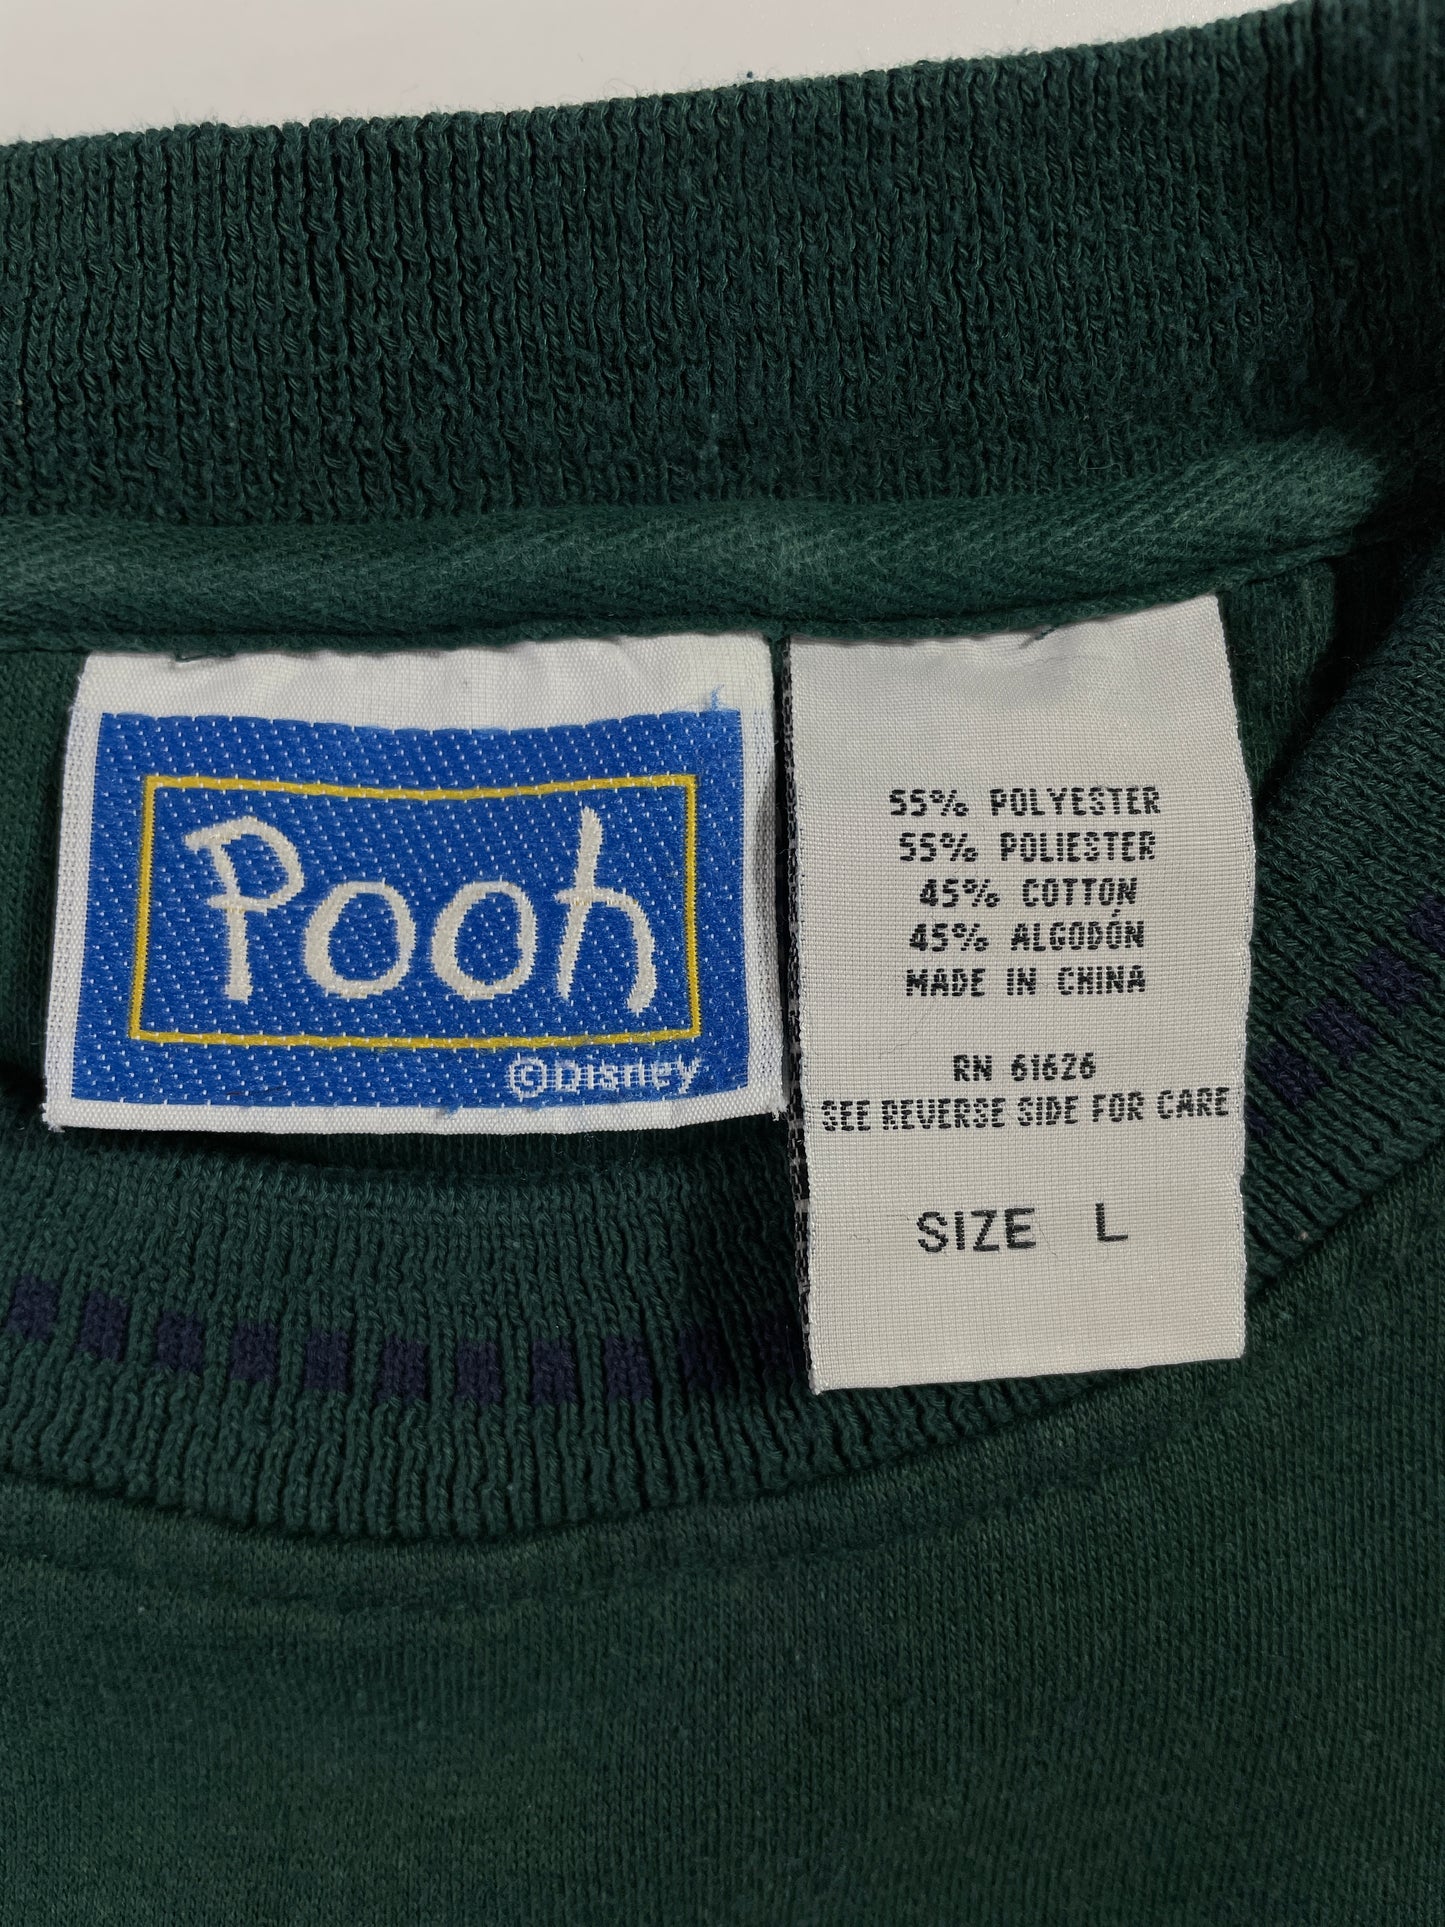 Pooh
©Disney
55% POLYESTER
55% POLIESTER
45% COTTON
45% ALGODÓN
MADE IN CHINA
RN 61626
SEE REVERSE SIDE FOR CARE
SIZE L